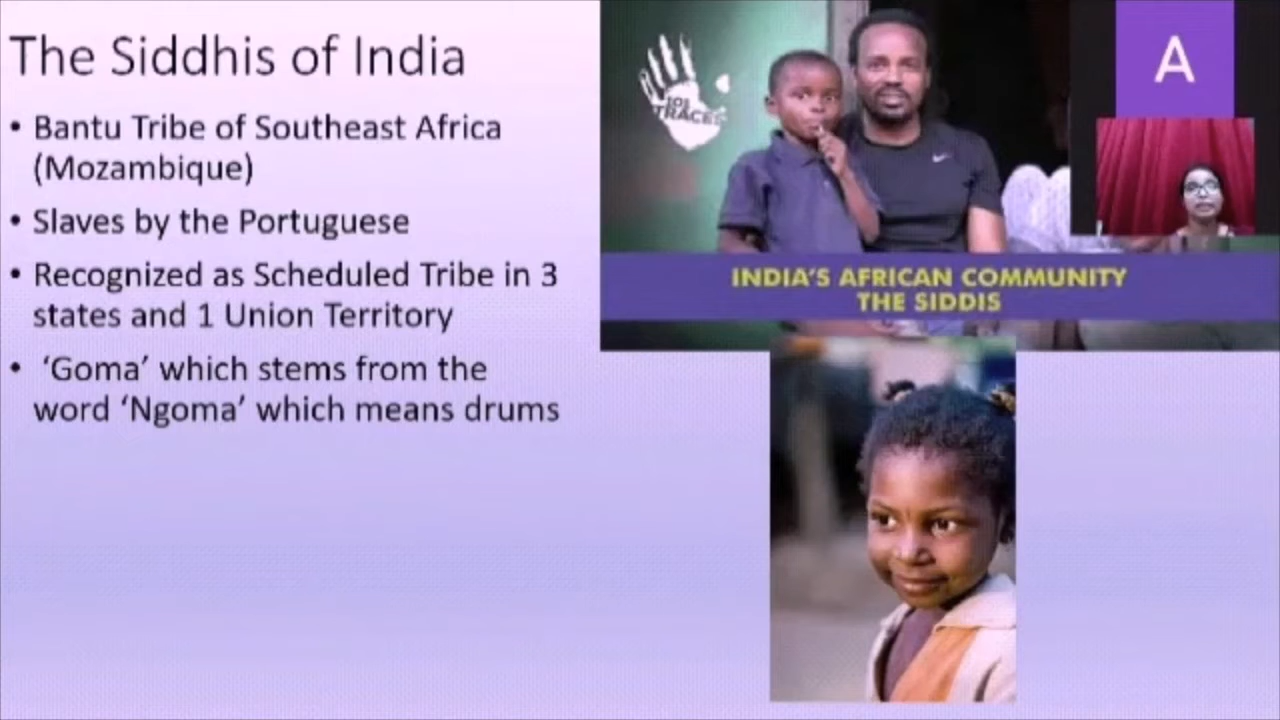 The Siddhis of India
• Bantu Tribe of Southeast Africa
(Mozambique)
• Slaves by the Portuguese
• Recognized as Scheduled Tribe in 3
states and 1 Union Territory
• ‘Goma’ which stems from the
word ‘Ngoma’ which means drums
101
TRACES
A
INDIA'S AFRICAN COMMUNITY
THE SIDDIS